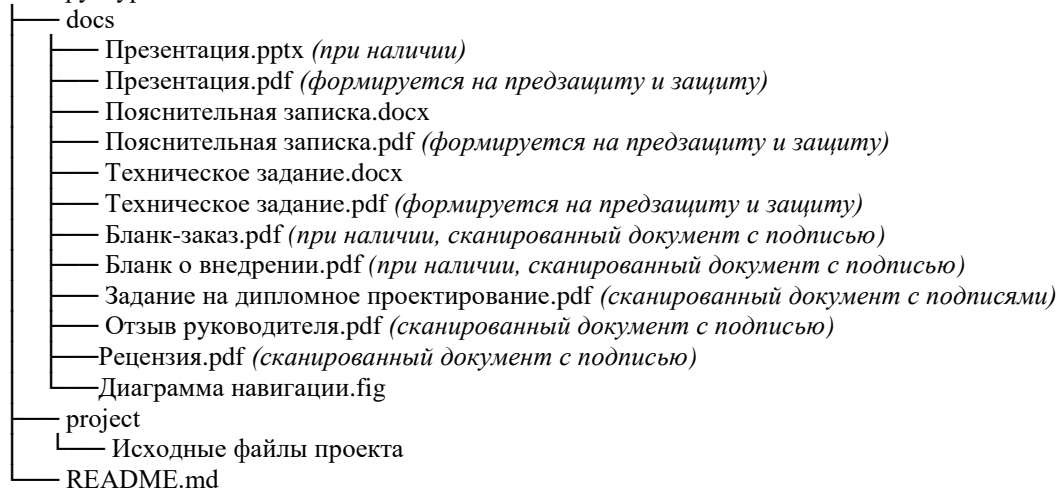 docs
Презентация.pptx (при наличии)
Презентация.pdf (формируется на предзащиту и защиту)
Пояснительная записка.docx
Пояснительная записка.pdf (формируется на предзащиту и защиту)
Техническое задание.docx
Техническое задание.pdf (формируется на предзащиту и защиту)
Бланк-заказ.pdf (при наличии, сканированный документ с подписью)
Бланк о внедрении.pdf (при наличии, сканированный документ с подписью)
Задание на дипломное проектирование.pdf (сканированный документ с подписями)
Отзыв руководителя.pdf (сканированный документ с подписью)
Рецензия.pdf (сканированный документ с подписью)
Диаграмма навигации.fig
project
Исходные файлы проекта
README.md